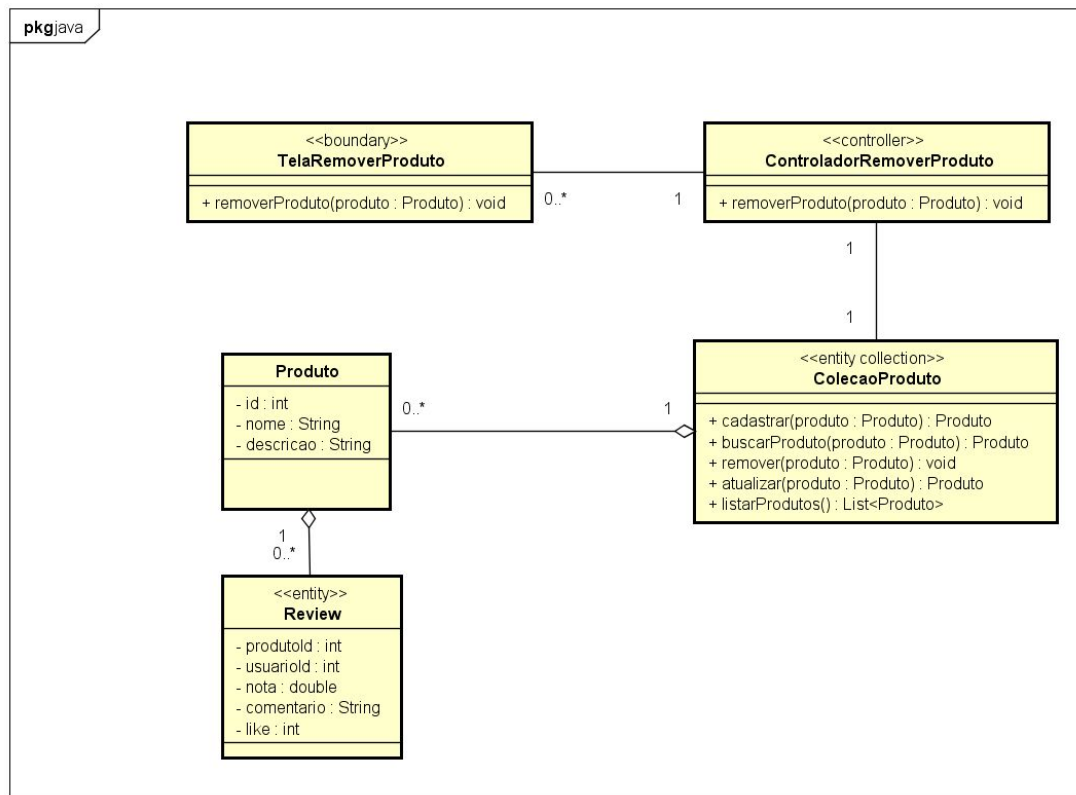 pkg java
<<boundary>>
TelaRemoverProduto
+ removerProduto(produto : Produto) : void
0..*
1
<<controller>>
ControladorRemoverProduto
+ removerProduto(produto : Produto) : void
1
1
<<entity collection>>
ColecaoProduto
+ cadastrar(produto : Produto) : Produto
+ buscarProduto(produto : Produto) : Produto
+ remover(produto : Produto) : void
+ atualizar(produto : Produto) : Produto
+ listarProdutos() : List<Produto>
0..*
1
Produto
- id : int
- nome : String
- descricao : String
1
0..*
<<entity>>
Review
- produtoId : int
- usuarioId : int
- nota : double
- comentario : String
- like : int